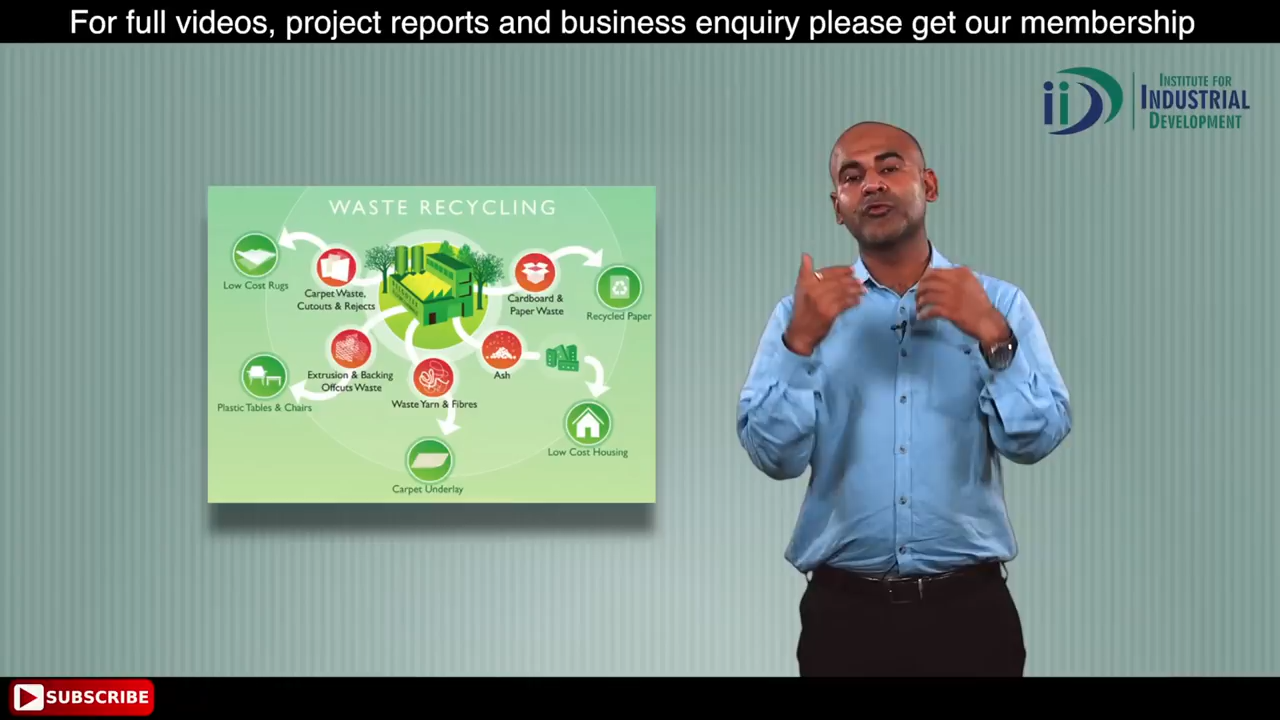 For full videos, project reports and business enquiry please get our membership
INSTITUTE FOR
INDUSTRIAL
DEVELOPMENT
iiD
WASTE RECYCLING
Low Cost Rugs
Carpet Waste,
Cutouts & Rejects
Cardboard &
Paper Waste
Recycled Paper
Extrusion & Backing
Offcuts Waste
Ash
Plastic Tables & Chairs
Waste Yarn & Fibres
Low Cost Housing
Carpet Underlay
SUBSCRIBE